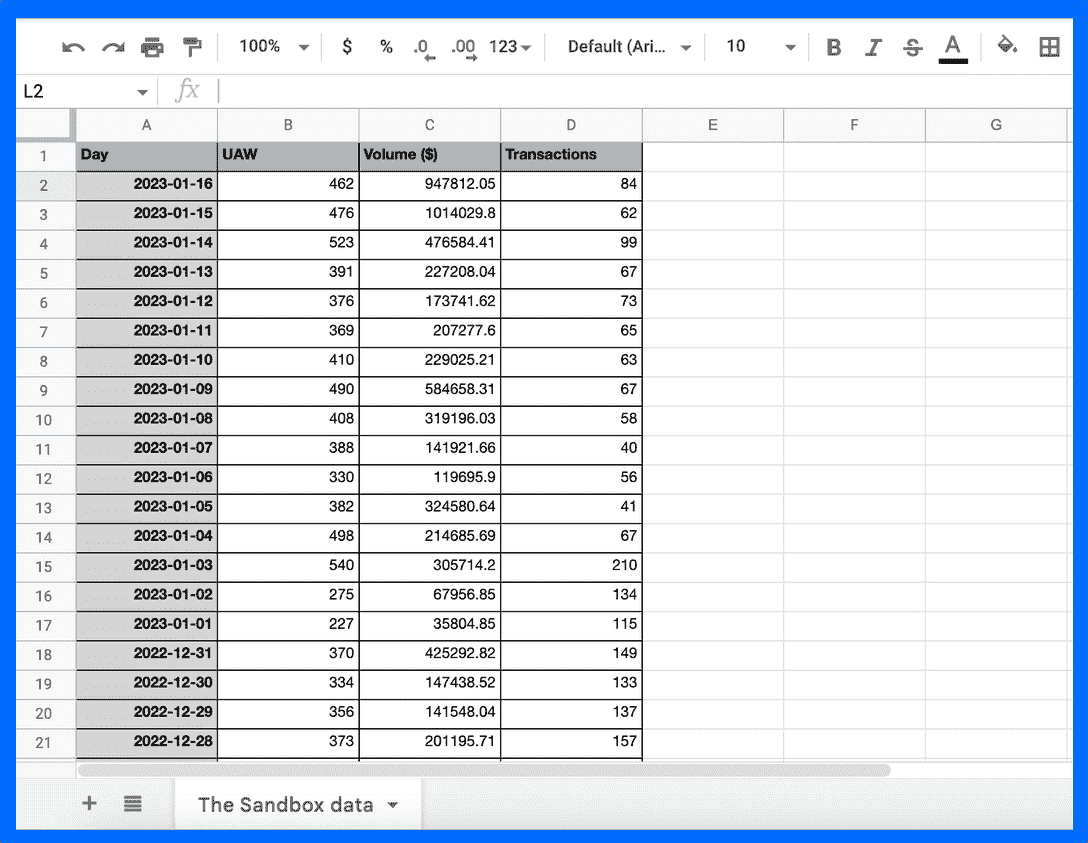 100% $ % .0 .00 123 Default (Ari... 10 B I S A
L2 fx
A B C D E F G
1 Day UAW Volume ($) Transactions
2 2023-01-16 462 947812.05 84
3 2023-01-15 476 1014029.8 62
4 2023-01-14 523 476584.41 99
5 2023-01-13 391 227208.04 67
6 2023-01-12 376 173741.62 73
7 2023-01-11 369 207277.6 65
8 2023-01-10 410 229025.21 63
9 2023-01-09 490 584658.31 67
10 2023-01-08 408 319196.03 58
11 2023-01-07 388 141921.66 40
12 2023-01-06 330 119695.9 56
13 2023-01-05 382 324580.64 41
14 2023-01-04 498 214685.69 67
15 2023-01-03 540 305714.2 210
16 2023-01-02 275 67956.85 134
17 2023-01-01 227 35804.85 115
18 2022-12-31 370 425292.82 149
19 2022-12-30 334 147438.52 133
20 2022-12-29 356 141548.04 137
21 2022-12-28 373 201195.71 157
The Sandbox data